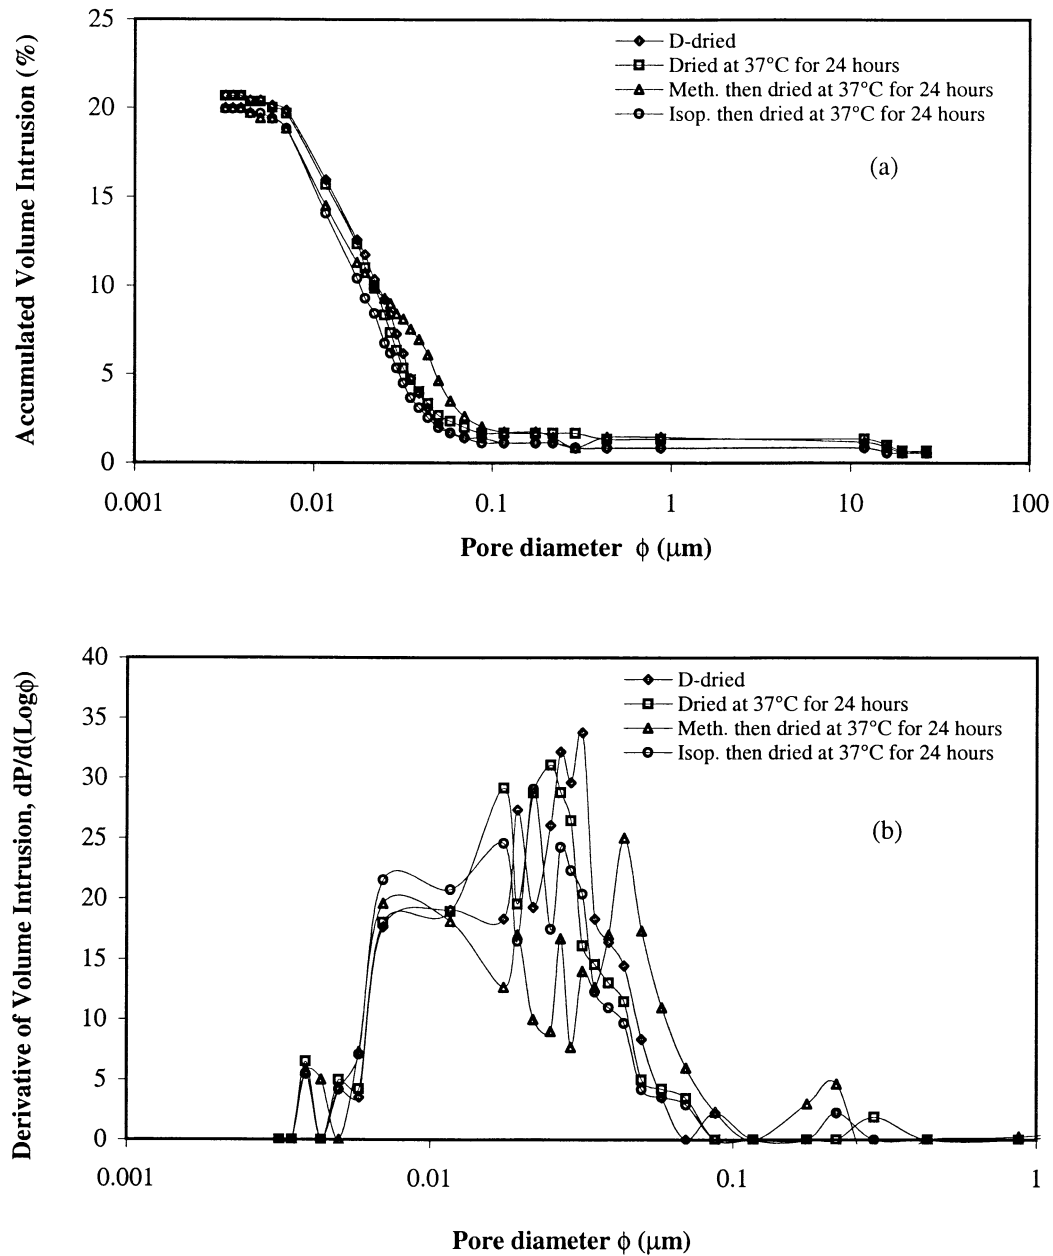 25
20
15
10
5
0
Accumulated Volume Intrusion (%)
D-dried
Dried at 37°C for 24 hours
Meth. then dried at 37°C for 24 hours
Isop. then dried at 37°C for 24 hours
(a)
0.001 0.01 0.1 1 10 100
Pore diameter ϕ (μm)
40
35
30
25
20
15
10
5
0
Derivative of Volume Intrusion, dP/d(Logϕ)
D-dried
Dried at 37°C for 24 hours
Meth. then dried at 37°C for 24 hours
Isop. then dried at 37°C for 24 hours
(b)
0.001 0.01 0.1 1
Pore diameter ϕ (μm)